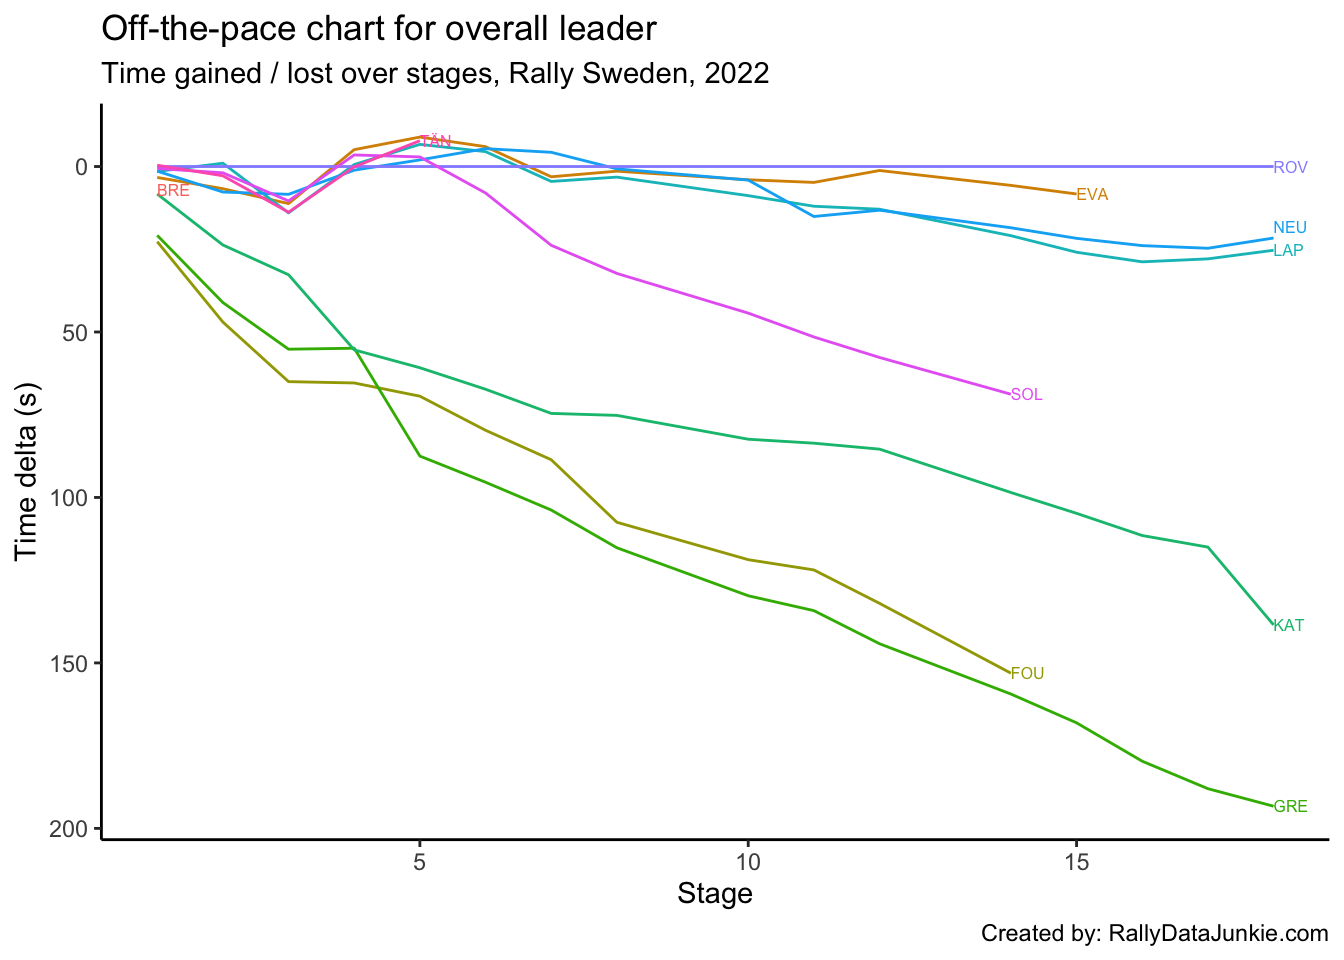 Off-the-pace chart for overall leader
Time gained / lost over stages, Rally Sweden, 2022
Time delta (s)
0
50
100
150
200
TÄN
BRE
ROV
EVA
NEU
LAP
SOL
KAT
FOU
GRE
5
10
15
Stage
Created by: RallyDataJunkie.com